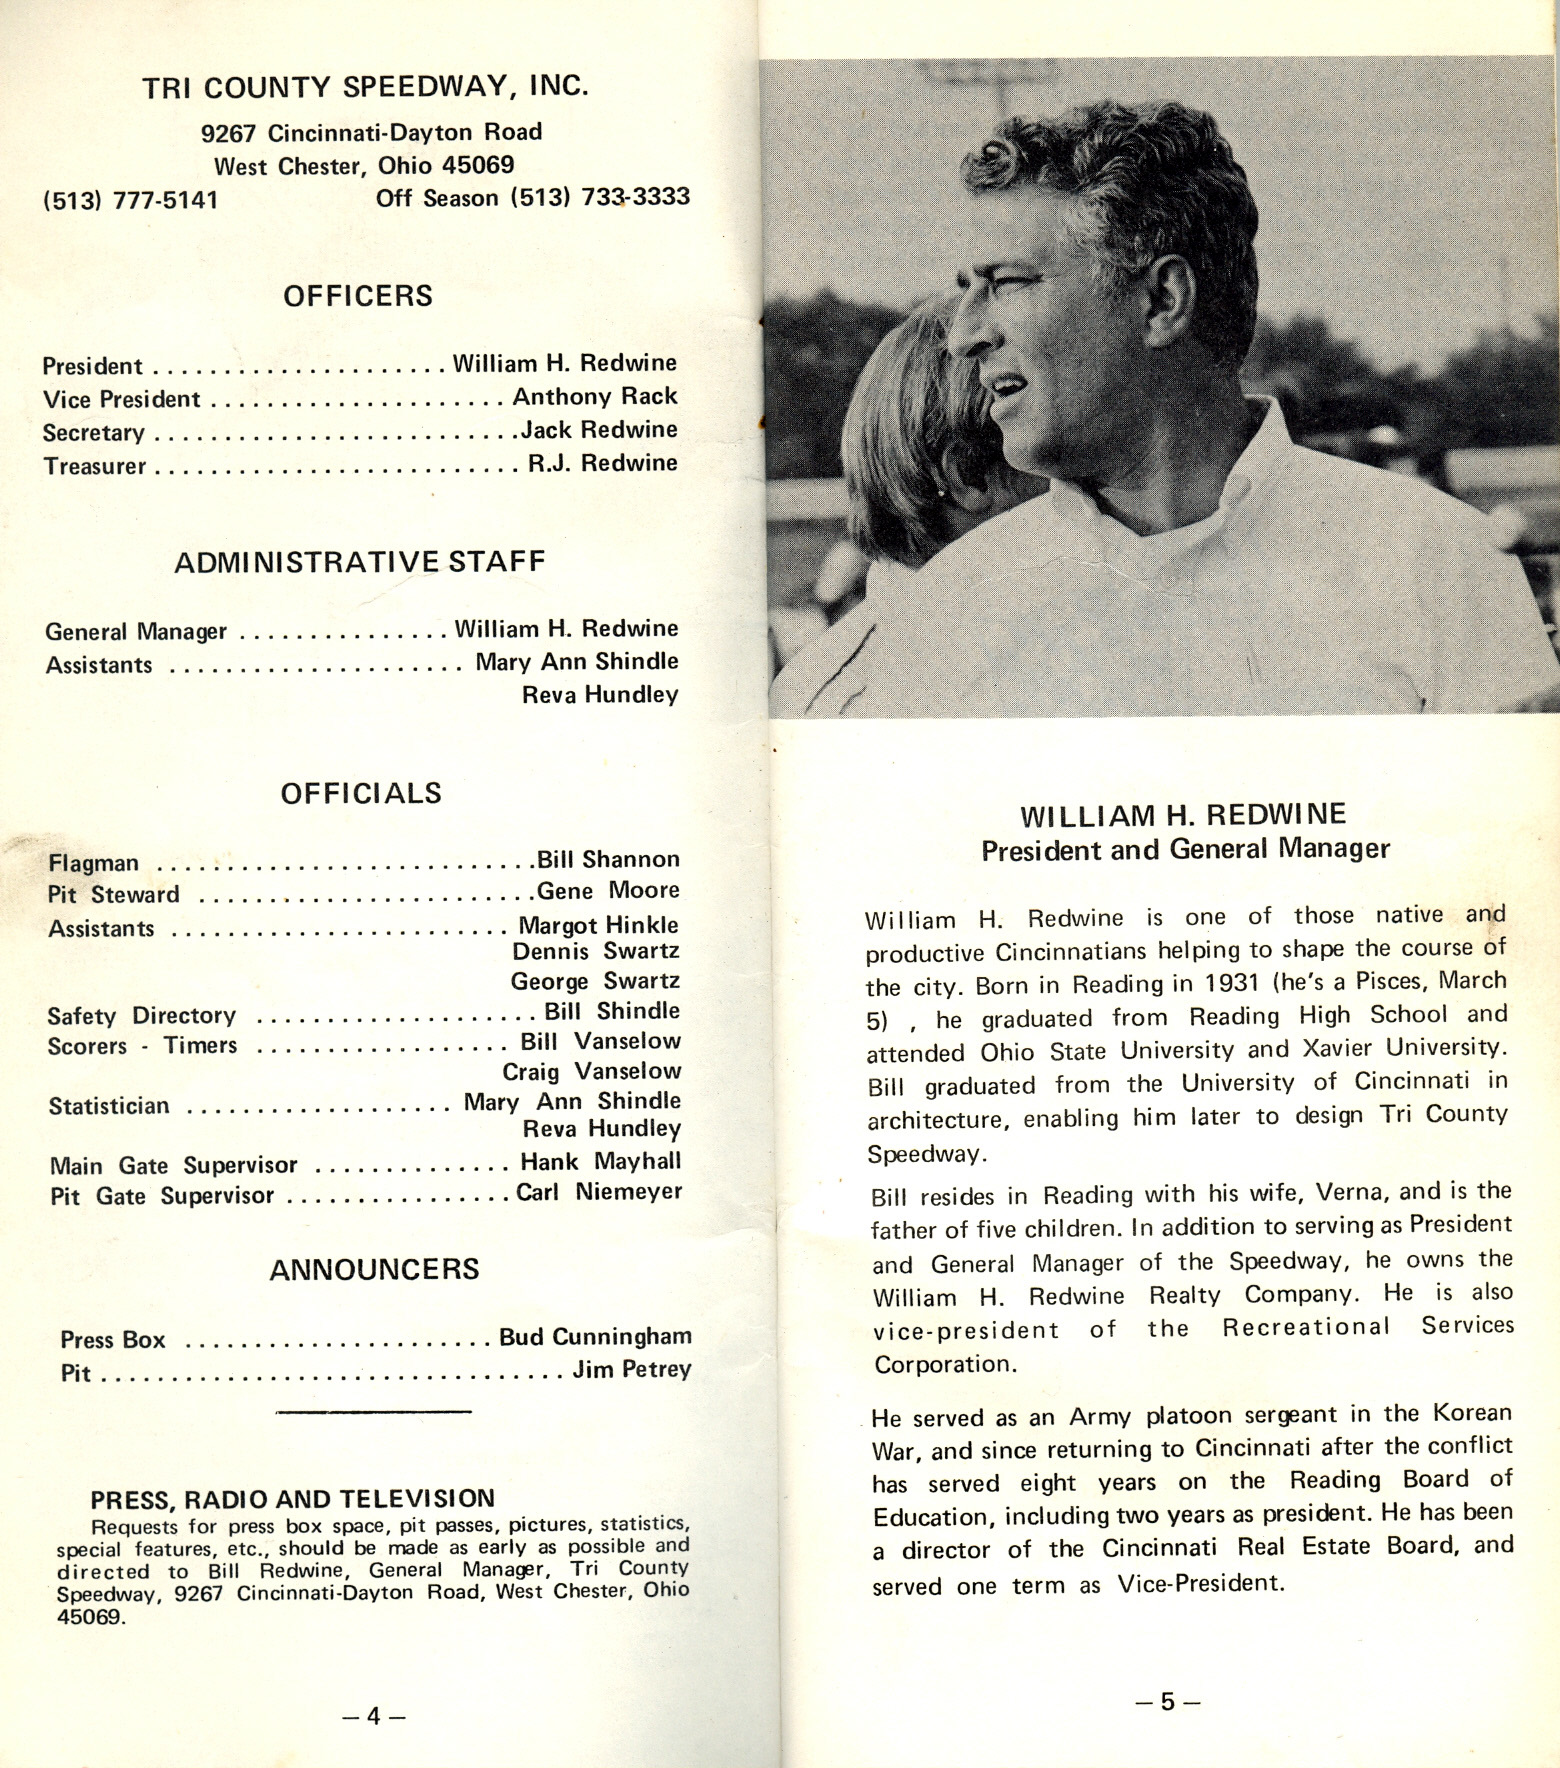 TRI COUNTY SPEEDWAY, INC.
9267 Cincinnati-Dayton Road
West Chester, Ohio 45069
(513) 777-5141 Off Season (513) 733-3333
OFFICERS
President . . . . . . . . . . . . . . . . . . . . . William H. Redwine
Vice President . . . . . . . . . . . . . . . . . . . . . Anthony Rack
Secretary . . . . . . . . . . . . . . . . . . . . . . . . . . Jack Redwine
Treasurer . . . . . . . . . . . . . . . . . . . . . . . . . . R.J. Redwine
ADMINISTRATIVE STAFF
General Manager . . . . . . . . . . . . . . . William H. Redwine
Assistants . . . . . . . . . . . . . . . . . . . . . Mary Ann Shindle
Reva Hundley
OFFICIALS
Flagman . . . . . . . . . . . . . . . . . . . . . . . . . . . Bill Shannon
Pit Steward . . . . . . . . . . . . . . . . . . . . . . . . Gene Moore
Assistants . . . . . . . . . . . . . . . . . . . . . . . . Margot Hinkle
Dennis Swartz
George Swartz
Safety Directory . . . . . . . . . . . . . . . . . . . . Bill Shindle
Scorers - Timers . . . . . . . . . . . . . . . . . . Bill Vanselow
Craig Vanselow
Statistician . . . . . . . . . . . . . . . . . . . Mary Ann Shindle
Reva Hundley
Main Gate Supervisor . . . . . . . . . . . . . . Hank Mayhall
Pit Gate Supervisor . . . . . . . . . . . . . . . . Carl Niemeyer
ANNOUNCERS
Press Box . . . . . . . . . . . . . . . . . . . . . . Bud Cunningham
Pit . . . . . . . . . . . . . . . . . . . . . . . . . . . . . . . . . Jim Petrey
PRESS, RADIO AND TELEVISION
Requests for press box space, pit passes, pictures, statistics,
special features, etc., should be made as early as possible and
directed to Bill Redwine, General Manager, Tri County
Speedway, 9267 Cincinnati-Dayton Road, West Chester, Ohio
45069.
— 4 —
WILLIAM H. REDWINE
President and General Manager
William H. Redwine is one of those native and
productive Cincinnatians helping to shape the course of
the city. Born in Reading in 1931 (he's a Pisces, March
5) , he graduated from Reading High School and
attended Ohio State University and Xavier University.
Bill graduated from the University of Cincinnati in
architecture, enabling him later to design Tri County
Speedway.
Bill resides in Reading with his wife, Verna, and is the
father of five children. In addition to serving as President
and General Manager of the Speedway, he owns the
William H. Redwine Realty Company. He is also
vice-president of the Recreational Services
Corporation.
He served as an Army platoon sergeant in the Korean
War, and since returning to Cincinnati after the conflict
has served eight years on the Reading Board of
Education, including two years as president. He has been
a director of the Cincinnati Real Estate Board, and
served one term as Vice-President.
— 5 —